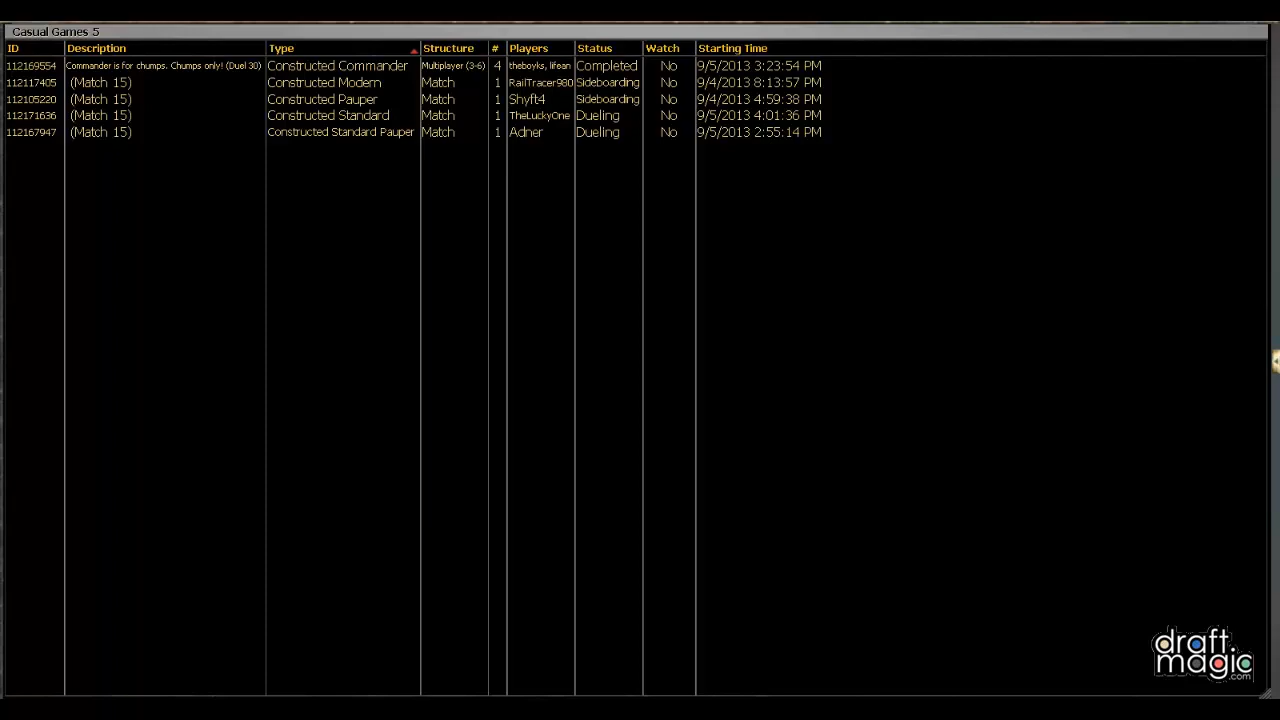 Casual Games 5
ID Description Type Structure # Players Status Watch Starting Time
112169554 Commander is for chumps. Chumps only! (Duel 30) Constructed Commander Multiplayer (3-6) 4 theboyks, lifean Completed No 9/5/2013 3:23:54 PM
112117405 (Match 15) Constructed Modern Match 1 RailTracer980 Sideboarding No 9/4/2013 8:13:57 PM
112105220 (Match 15) Constructed Pauper Match 1 Shyft4 Sideboarding No 9/4/2013 4:59:38 PM
112171636 (Match 15) Constructed Standard Match 1 TheLuckyOne Dueling No 9/5/2013 4:01:36 PM
112167947 (Match 15) Constructed Standard Pauper Match 1 Adner Dueling No 9/5/2013 2:55:14 PM
draft
magic
.com